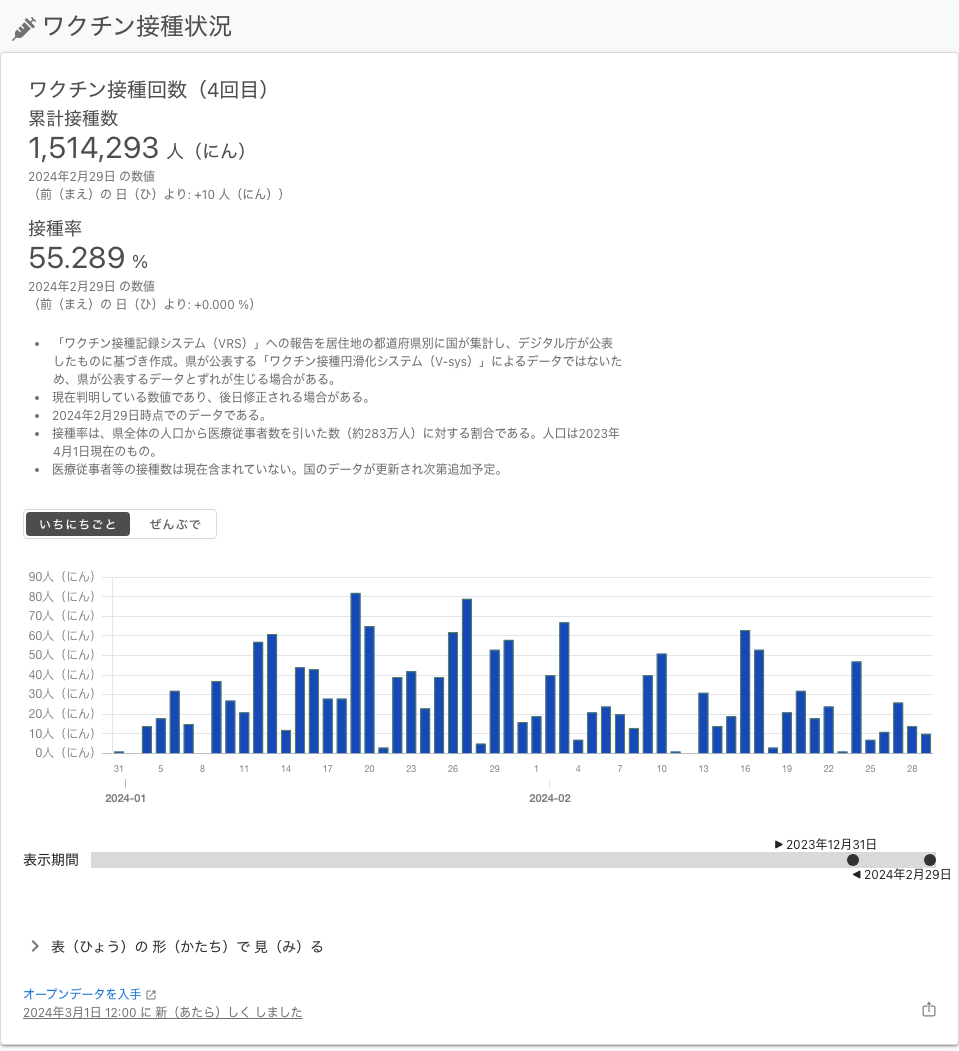 ワクチン接種状況
ワクチン接種回数（4回目）
累計接種数
1,514,293 人（にん）
2024年2月29日 の数値
（前（まえ）の 日（ひ）より: +10 人（にん））
接種率
55.289 %
2024年2月29日 の数値
（前（まえ）の 日（ひ）より: +0.000 %）
• 「ワクチン接種記録システム（VRS）」への報告を居住地の都道府県別に国が集計し、デジタル庁が公表
したものに基づき作成。県が公表する「ワクチン接種円滑化システム（V-sys）」によるデータではないた
め、県が公表するデータとずれが生じる場合がある。
• 現在判明している数値であり、後日修正される場合がある。
• 2024年2月29日時点でのデータである。
• 接種率は、県全体の人口から医療従事者数を引いた数（約283万人）に対する割合である。人口は2023年
4月1日現在のもの。
• 医療従事者等の接種数は現在含まれていない。国のデータが更新され次第追加予定。
いちにちごと ぜんぶで
90人（にん）
80人（にん）
70人（にん）
60人（にん）
50人（にん）
40人（にん）
30人（にん）
20人（にん）
10人（にん）
0人（にん）
31 5 8 11 14 17 20 23 26 29 1 4 7 10 13 16 19 22 25 28
2024-01 2024-02
▶ 2023年12月31日
表示期間
◀ 2024年2月29日
表（ひょう）の 形（かたち）で 見（み）る
オープンデータを入手
2024年3月1日 12:00 に 新（あたら）しく しました